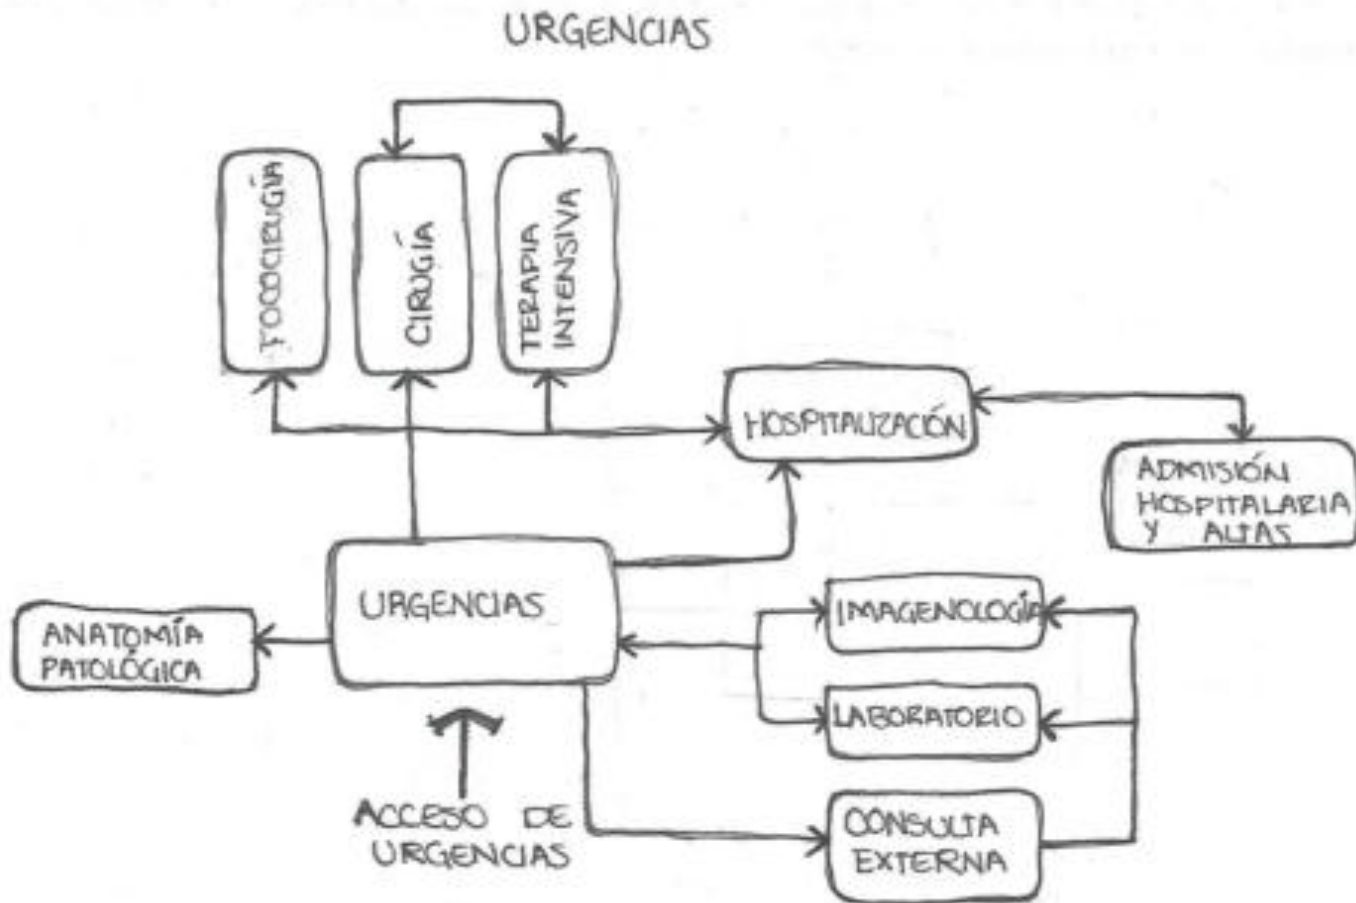 URGENCIAS
TOCOCIRUGÍA
CIRUGÍA
TERAPIA
INTENSIVA
HOSPITALIZACIÓN
ADMISIÓN
HOSPITALARIA
Y ALTAS
URGENCIAS
IMAGENOLOGÍA
ANATOMÍA
PATOLÓGICA
LABORATORIO
ACCESO DE
URGENCIAS
CONSULTA
EXTERNA